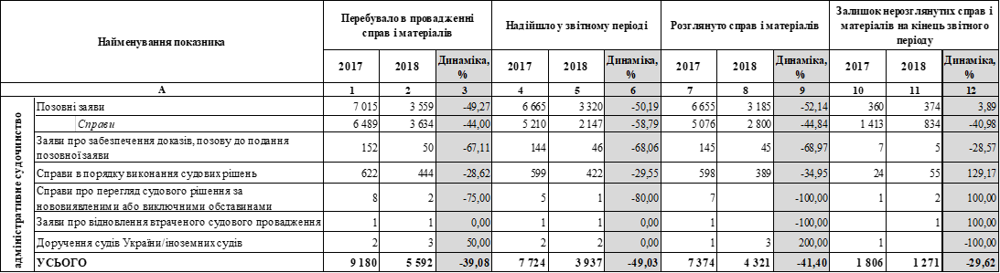 Найменування показника
Перебувало в провадженні справ і матеріалів
Надійшло у звітному періоді
Розглянуто справ і матеріалів
Залишок нерозглянутих справ і матеріалів на кінець звітного періоду
2017 2018 Динаміка, % 2017 2018 Динаміка, % 2017 2018 Динаміка, % 2017 2018 Динаміка, %
А 1 2 3 4 5 6 7 8 9 10 11 12
адміністративне судочинство
Позовні заяви 7 015 3 559 -49,27 6 665 3 320 -50,19 6 655 3 185 -52,14 360 374 3,89
Справи 6 489 3 634 -44,00 5 210 2 147 -58,79 5 076 2 800 -44,84 1 413 834 -40,98
Заяви про забезпечення доказів, позову до подання
позовної заяви 152 50 -67,11 144 46 -68,06 145 45 -68,97 7 5 -28,57
Справи в порядку виконання судових рішень 622 444 -28,62 599 422 -29,55 598 389 -34,95 24 55 129,17
Справи про перегляд судового рішення за
нововиявленими або виключними обставинами 8 2 -75,00 5 1 -80,00 7 -100,00 1 2 100,00
Заяви про відновлення втраченого судового провадження 1 1 0,00 1 1 0,00 1 -100,00 1 100,00
Доручення судів України/іноземних судів 2 3 50,00 2 2 0,00 1 3 200,00 1 -100,00
УСЬОГО 9 180 5 592 -39,08 7 724 3 937 -49,03 7 374 4 321 -41,40 1 806 1 271 -29,62